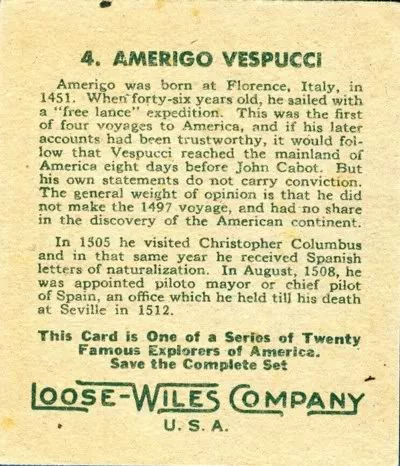 4. AMERIGO VESPUCCI
Amerigo was born at Florence, Italy, in
1451. When forty-six years old, he sailed with
a "free lance" expedition. This was the first
of four voyages to America, and if his later
accounts had been trustworthy, it would fol-
low that Vespucci reached the mainland of
America eight days before John Cabot. But
his own statements do not carry conviction.
The general weight of opinion is that he did
not make the 1497 voyage, and had no share
in the discovery of the American continent.
In 1505 he visited Christopher Columbus
and in that same year he received Spanish
letters of naturalization. In August, 1508, he
was appointed piloto mayor or chief pilot
of Spain, an office which he held till his death
at Seville in 1512.
This Card is One of a Series of Twenty
Famous Explorers of America.
Save the Complete Set
LOOSE-WILES COMPANY
U. S. A.